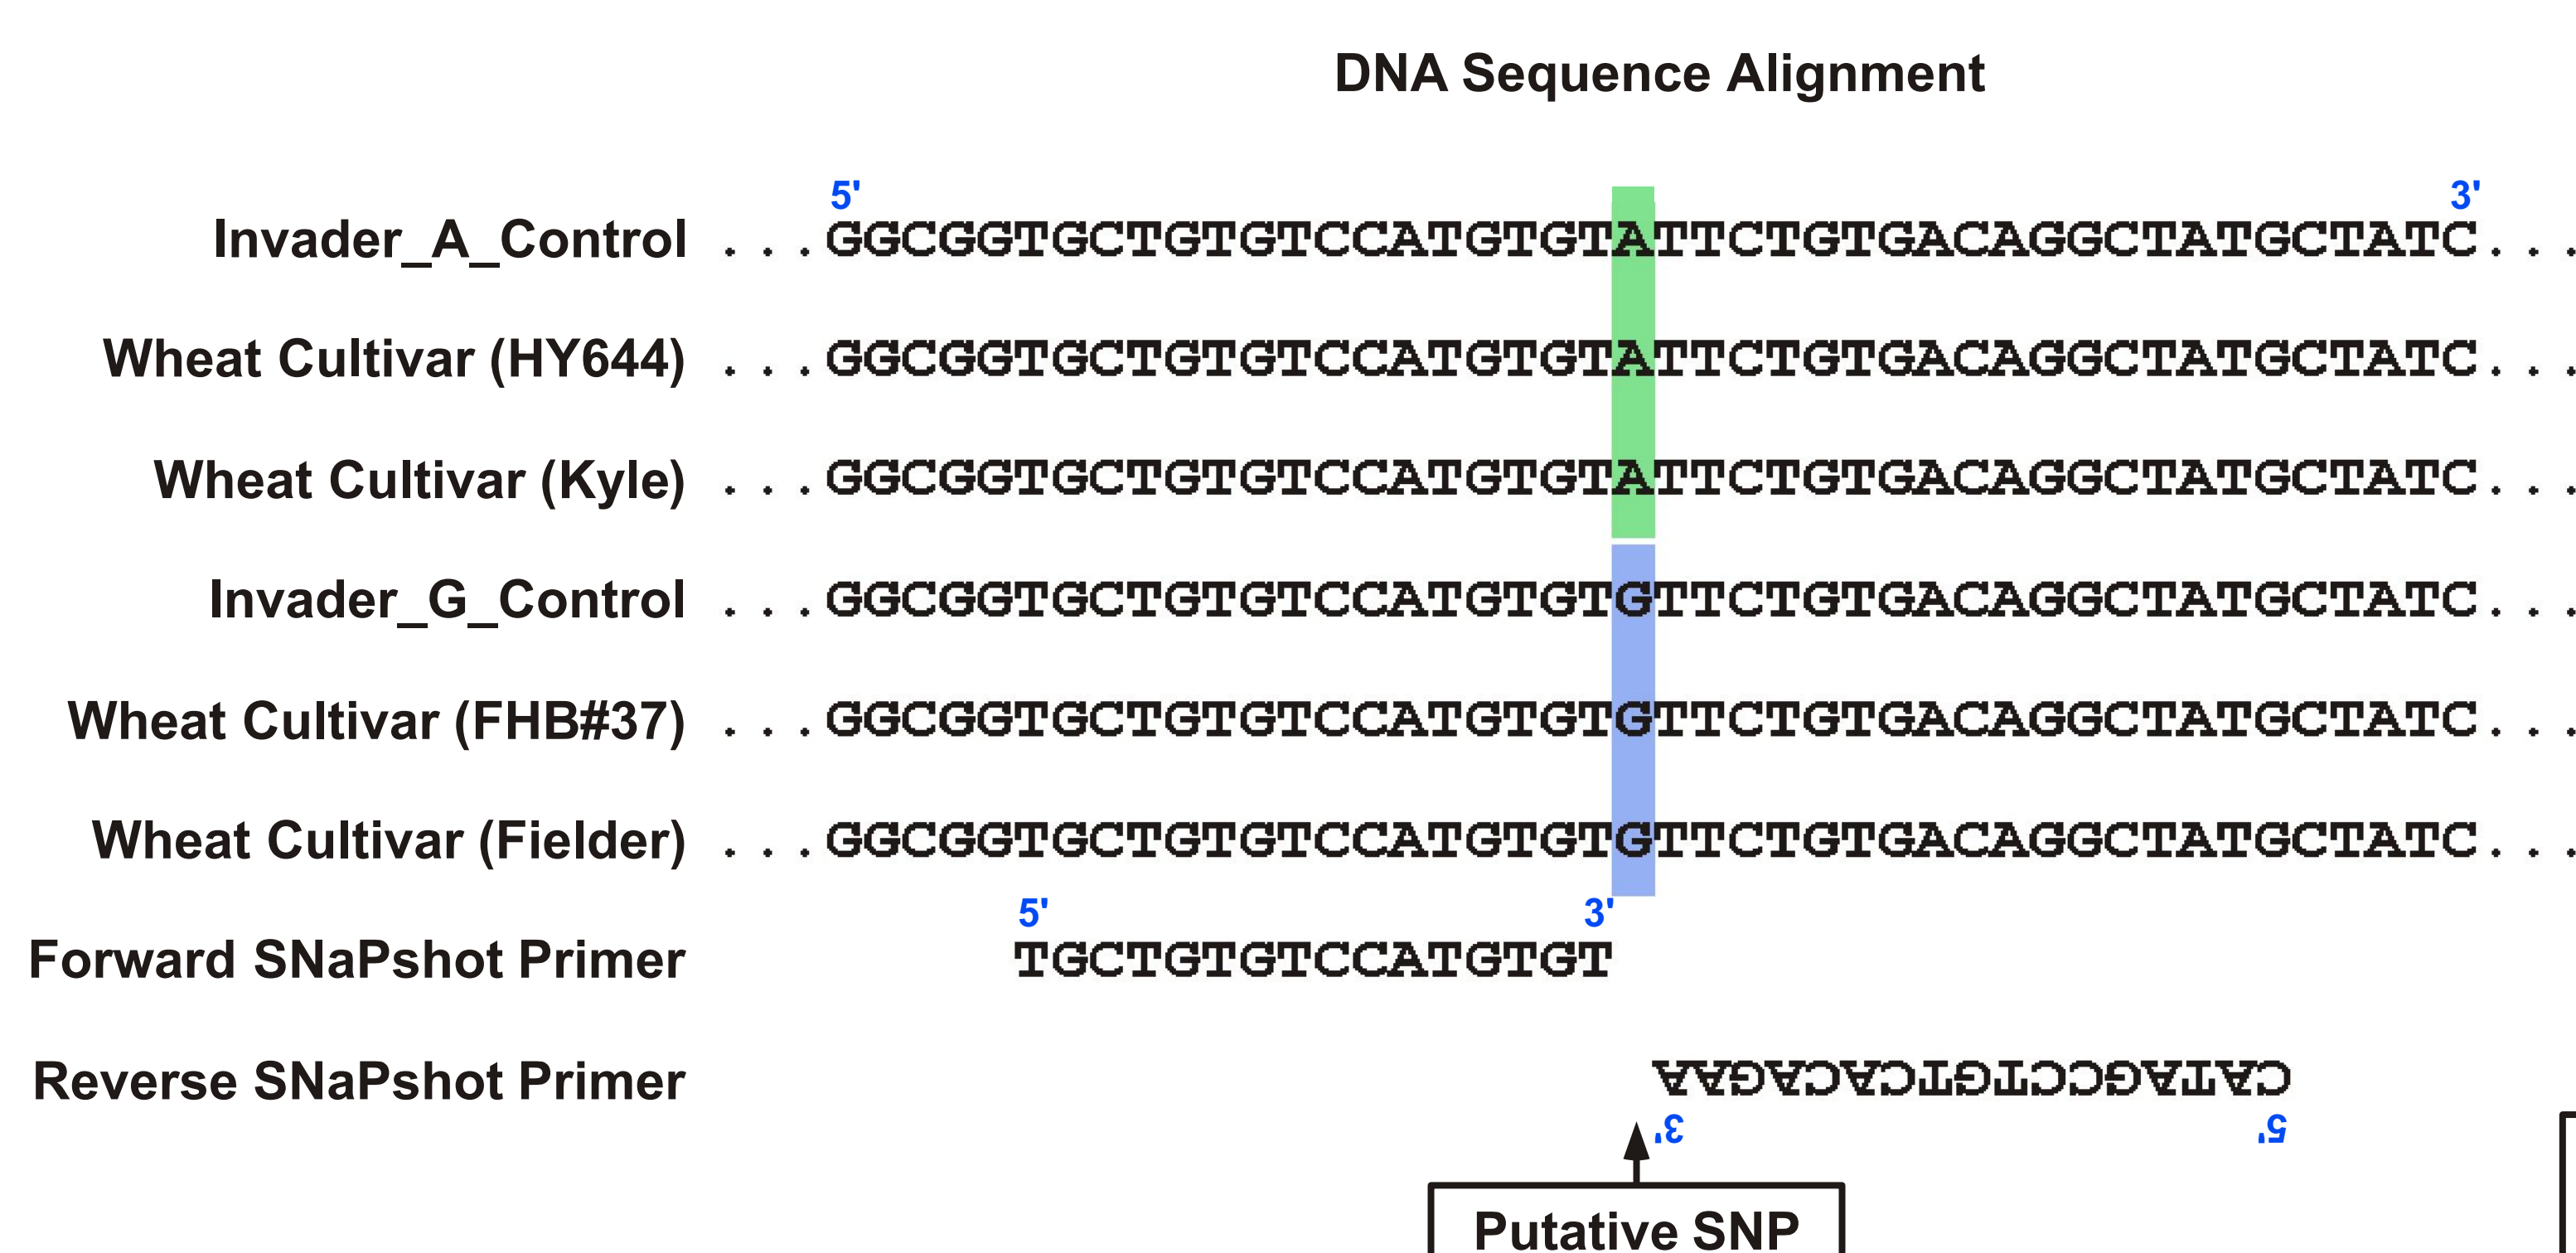 DNA Sequence Alignment
5' 3'
Invader_A_Control . . . GGCGGTGCTGTGTCCATGTGTATTCTGTGACAGGCTATGCTATC . . .
Wheat Cultivar (HY644) . . . GGCGGTGCTGTGTCCATGTGTATTCTGTGACAGGCTATGCTATC . . .
Wheat Cultivar (Kyle) . . . GGCGGTGCTGTGTCCATGTGTATTCTGTGACAGGCTATGCTATC . . .
Invader_G_Control . . . GGCGGTGCTGTGTCCATGTGTGTTCTGTGACAGGCTATGCTATC . . .
Wheat Cultivar (FHB#37) . . . GGCGGTGCTGTGTCCATGTGTGTTCTGTGACAGGCTATGCTATC . . .
Wheat Cultivar (Fielder) . . . GGCGGTGCTGTGTCCATGTGTGTTCTGTGACAGGCTATGCTATC . . .
5' 3'
Forward SNaPshot Primer TGCTGTGTCCATGTGT
Reverse SNaPshot Primer CATAGCCTGTCACAGAA
5' 3'
Putative SNP